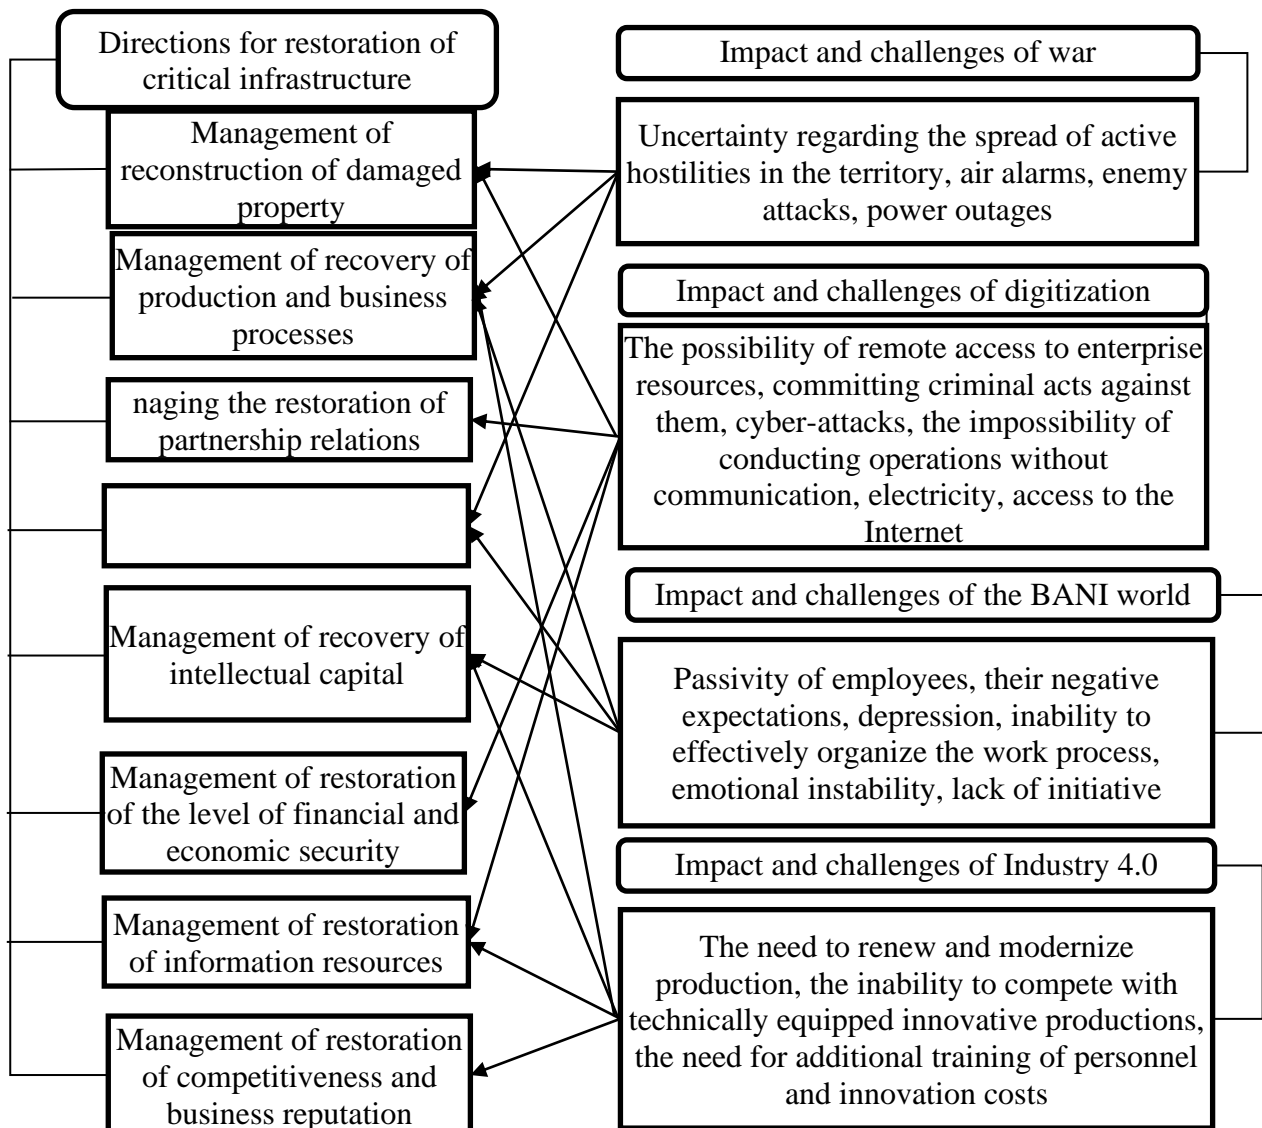 Directions for restoration of
critical infrastructure
Management of
reconstruction of damaged
property
Management of recovery of
production and business
processes
naging the restoration of
partnership relations
Management of recovery of
intellectual capital
Management of restoration
of the level of financial and
economic security
Management of restoration
of information resources
Management of restoration
of competitiveness and
business reputation
Impact and challenges of war
Uncertainty regarding the spread of active
hostilities in the territory, air alarms, enemy
attacks, power outages
Impact and challenges of digitization
The possibility of remote access to enterprise
resources, committing criminal acts against
them, cyber-attacks, the impossibility of
conducting operations without
communication, electricity, access to the
Internet
Impact and challenges of the BANI world
Passivity of employees, their negative
expectations, depression, inability to
effectively organize the work process,
emotional instability, lack of initiative
Impact and challenges of Industry 4.0
The need to renew and modernize
production, the inability to compete with
technically equipped innovative productions,
the need for additional training of personnel
and innovation costs